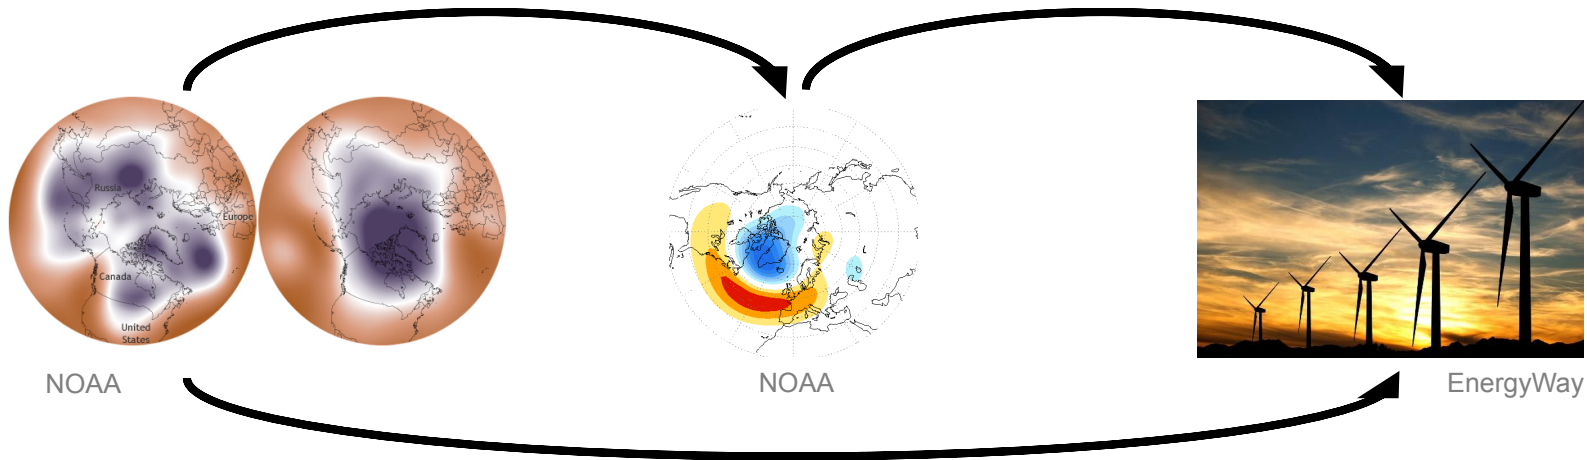 Russia
Europe
Canada
United
States
NOAA
NOAA
EnergyWay